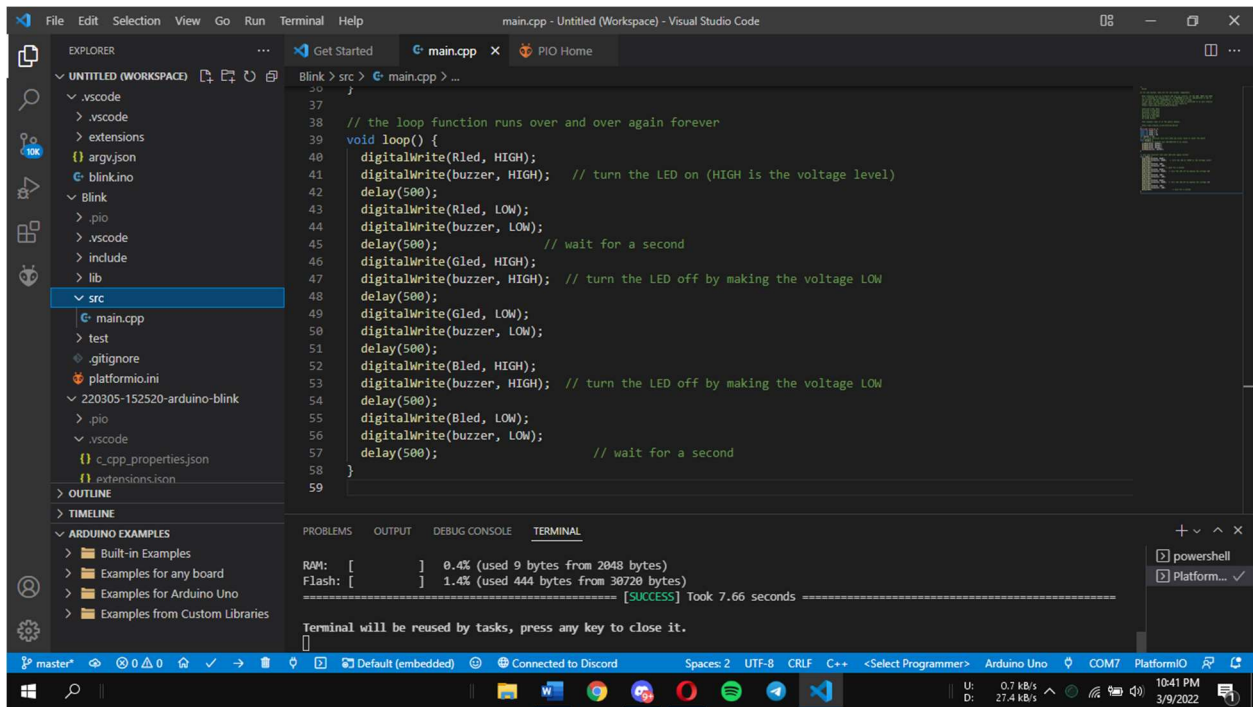 File Edit Selection View Go Run Terminal Help
main.cpp - Untitled (Workspace) - Visual Studio Code
EXPLORER
UNTITLED (WORKSPACE)
.vscode
.vscode
extensions
{} argv.json
blink.ino
Blink
.pio
.vscode
include
lib
src
main.cpp
test
.gitignore
platformio.ini
220305-152520-arduino-blink
.pio
.vscode
{} c_cpp_properties.json
{} extensions.json
OUTLINE
TIMELINE
ARDUINO EXAMPLES
Built-in Examples
Examples for any board
Examples for Arduino Uno
Examples from Custom Libraries
10K
Get Started main.cpp PIO Home
Blink > src > main.cpp > ...
36 }
37
38 // the loop function runs over and over again forever
39 void loop() {
40 digitalWrite(Rled, HIGH);
41 digitalWrite(buzzer, HIGH); // turn the LED on (HIGH is the voltage level)
42 delay(500);
43 digitalWrite(Rled, LOW);
44 digitalWrite(buzzer, LOW);
45 delay(500); // wait for a second
46 digitalWrite(Gled, HIGH);
47 digitalWrite(buzzer, HIGH); // turn the LED off by making the voltage LOW
48 delay(500);
49 digitalWrite(Gled, LOW);
50 digitalWrite(buzzer, LOW);
51 delay(500);
52 digitalWrite(Bled, HIGH);
53 digitalWrite(buzzer, HIGH); // turn the LED off by making the voltage LOW
54 delay(500);
55 digitalWrite(Bled, LOW);
56 digitalWrite(buzzer, LOW);
57 delay(500); // wait for a second
58 }
59
PROBLEMS OUTPUT DEBUG CONSOLE TERMINAL
RAM: [ ] 0.4% (used 9 bytes from 2048 bytes)
Flash: [ ] 1.4% (used 444 bytes from 30720 bytes)
[SUCCESS] Took 7.66 seconds
Terminal will be reused by tasks, press any key to close it.
powershell
Platform...
master* 0 0 Default (embedded) Connected to Discord Spaces: 2 UTF-8 CRLF C++ <Select Programmer> Arduino Uno COM7 PlatformIO
U: 0.7 kB/s
D: 27.4 kB/s
10:41 PM
3/9/2022